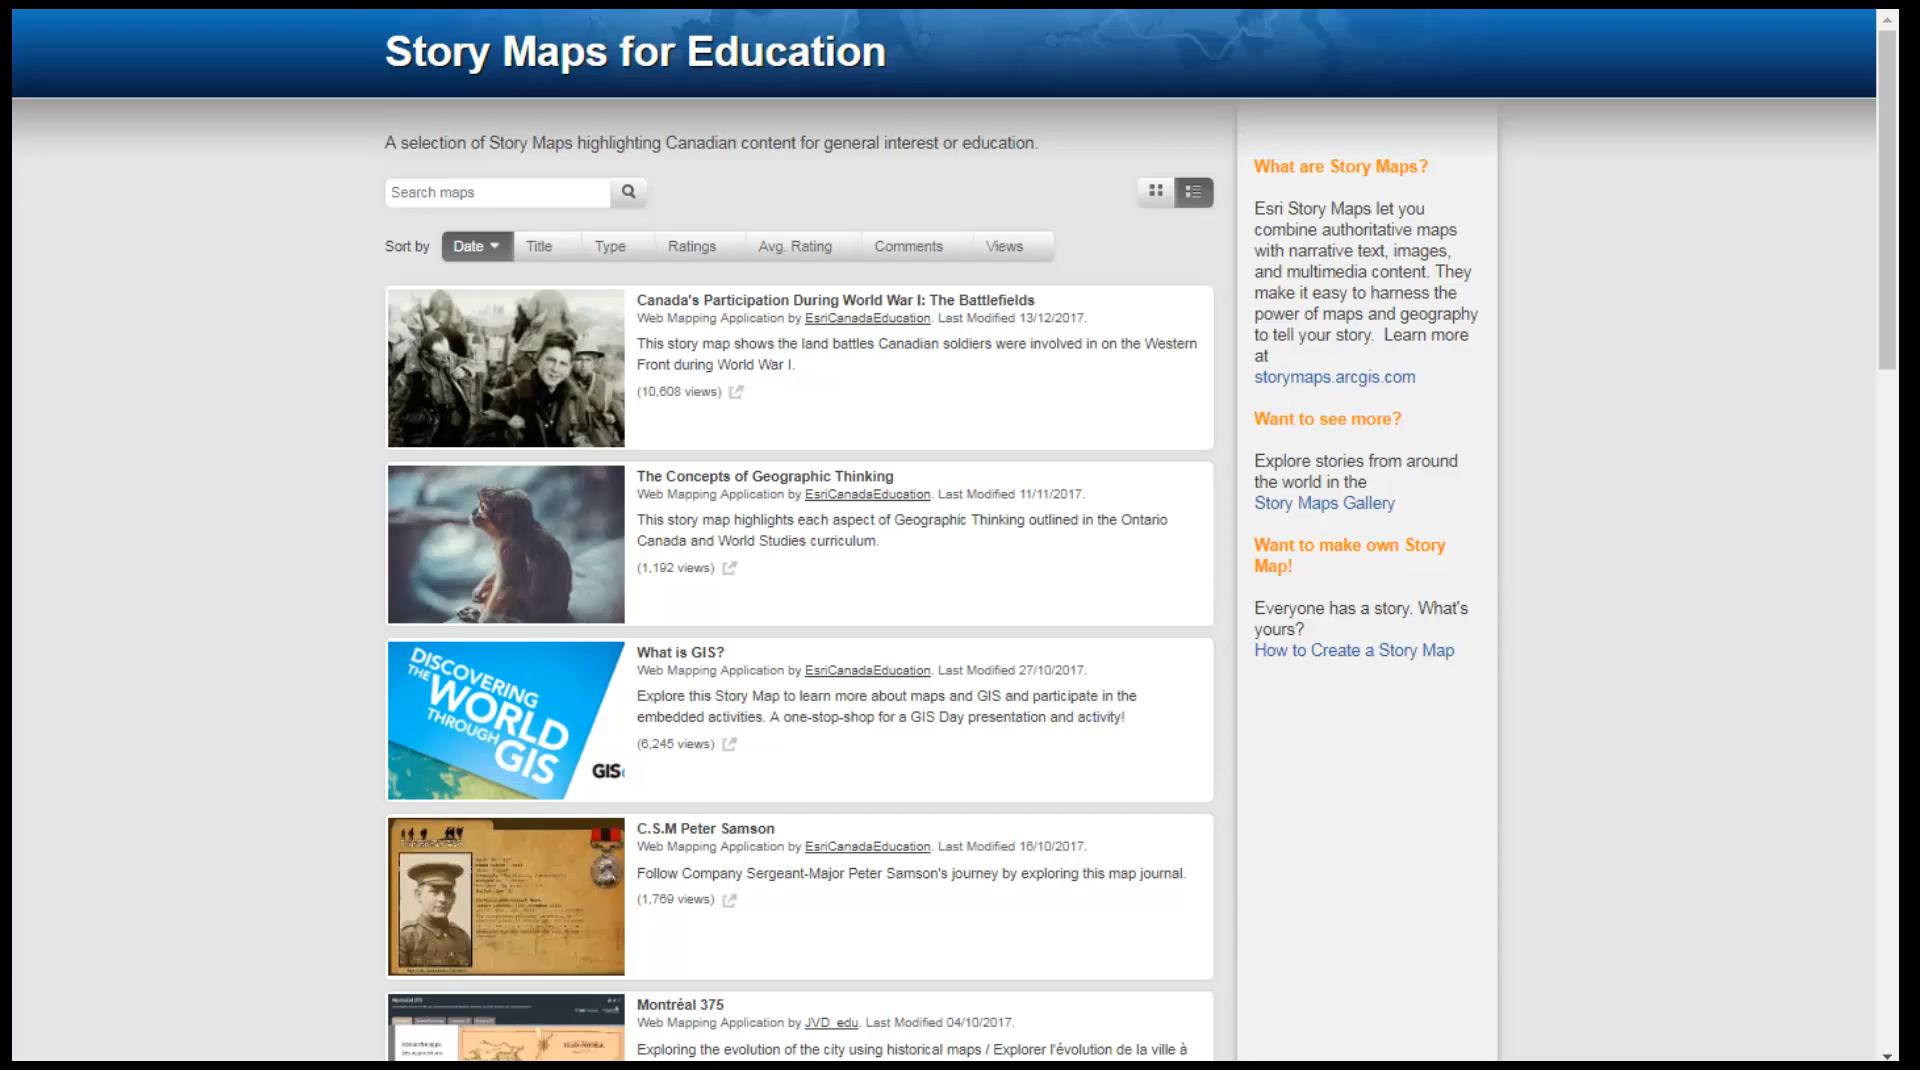 Story Maps for Education
A selection of Story Maps highlighting Canadian content for general interest or education.
Search maps
Sort by Date Title Type Ratings Avg. Rating Comments Views
Canada's Participation During World War I: The Battlefields
Web Mapping Application by EsriCanadaEducation. Last Modified 13/12/2017.
This story map shows the land battles Canadian soldiers were involved in on the Western
Front during World War I.
(10,608 views)
The Concepts of Geographic Thinking
Web Mapping Application by EsriCanadaEducation. Last Modified 11/11/2017.
This story map highlights each aspect of Geographic Thinking outlined in the Ontario
Canada and World Studies curriculum.
(1,192 views)
DISCOVERING
THE WORLD
THROUGH
GIS
GIS
What is GIS?
Web Mapping Application by EsriCanadaEducation. Last Modified 27/10/2017.
Explore this Story Map to learn more about maps and GIS and participate in the
embedded activities. A one-stop-shop for a GIS Day presentation and activity!
(6,245 views)
C.S.M Peter Samson
Web Mapping Application by EsriCanadaEducation. Last Modified 16/10/2017.
Follow Company Sergeant-Major Peter Samson's journey by exploring this map journal.
(1,769 views)
Montréal 375
Montréal 375
Web Mapping Application by JVD_edu. Last Modified 04/10/2017.
Exploring the evolution of the city using historical maps / Explorer l'évolution de la ville à
What are Story Maps?
Esri Story Maps let you
combine authoritative maps
with narrative text, images,
and multimedia content. They
make it easy to harness the
power of maps and geography
to tell your story. Learn more
at
storymaps.arcgis.com
Want to see more?
Explore stories from around
the world in the
Story Maps Gallery
Want to make own Story
Map!
Everyone has a story. What's
yours?
How to Create a Story Map